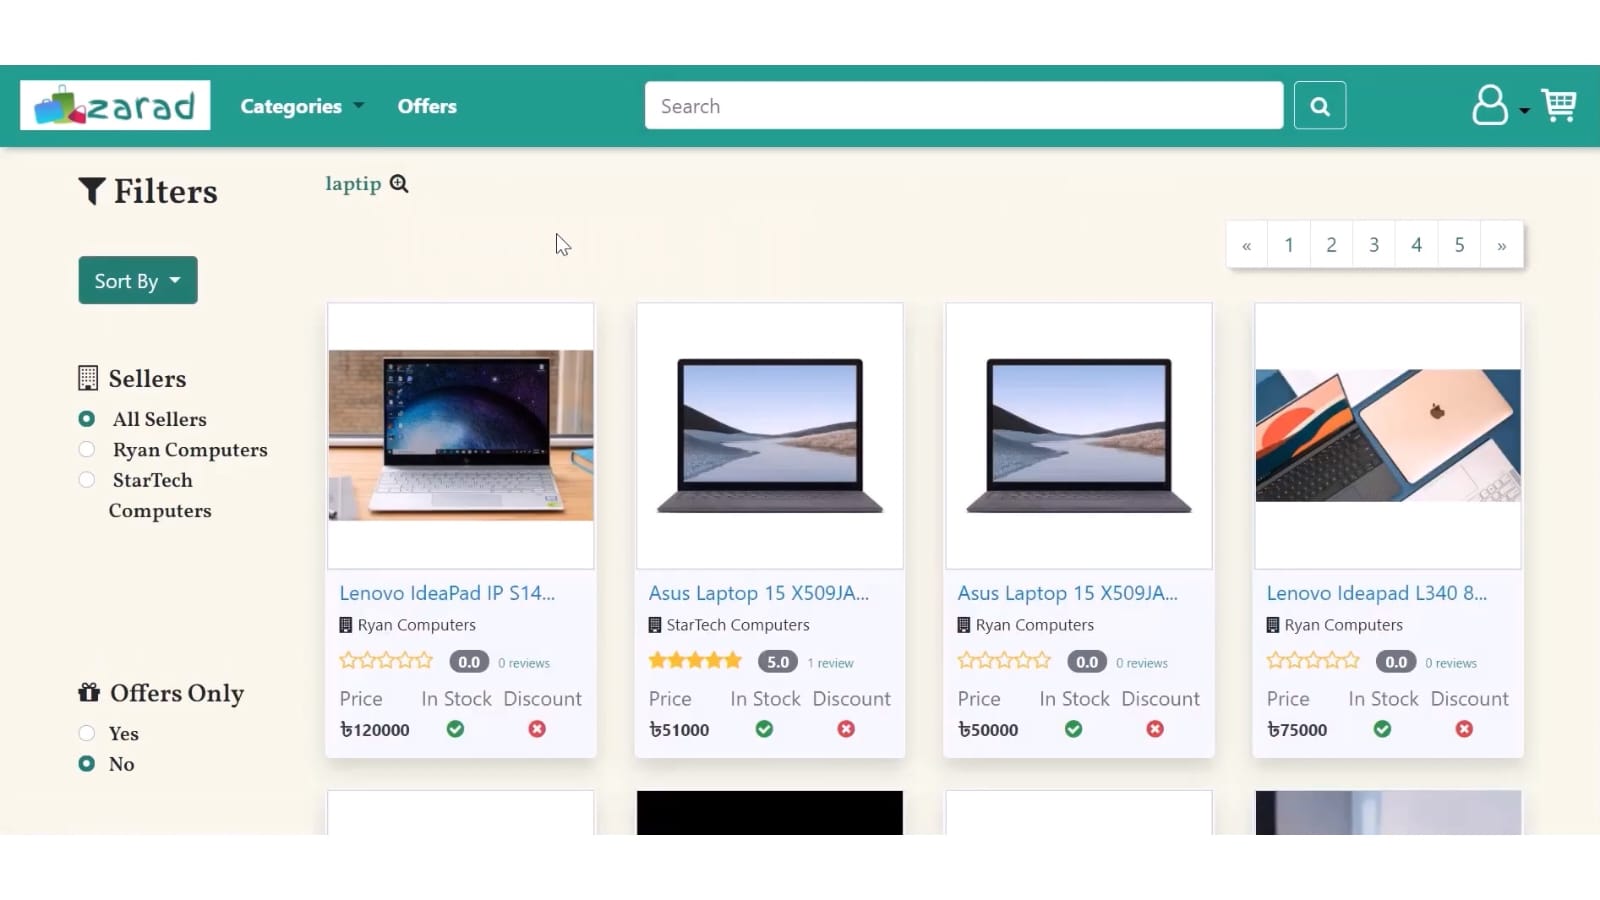 zarad
Categories
Offers
Search
Filters
laptip
« 1 2 3 4 5 »
Sort By
Sellers
All Sellers
Ryan Computers
StarTech
Computers
Offers Only
Yes
No
Lenovo IdeaPad IP S14...
Ryan Computers
0.0 0 reviews
Price In Stock Discount
৳120000
Asus Laptop 15 X509JA...
StarTech Computers
5.0 1 review
Price In Stock Discount
৳51000
Asus Laptop 15 X509JA...
Ryan Computers
0.0 0 reviews
Price In Stock Discount
৳50000
Lenovo Ideapad L340 8...
Ryan Computers
0.0 0 reviews
Price In Stock Discount
৳75000